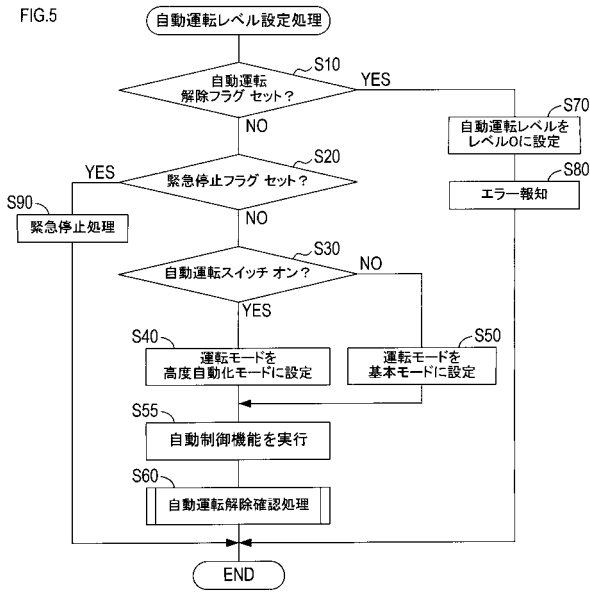 FIG.5
自動運転レベル設定処理
S10
自動運転
解除フラグ セット?
YES
NO
S70
自動運転レベルを
レベル0に設定
S20
緊急停止フラグ セット?
YES
NO
S80
エラー報知
S90
緊急停止処理
S30
自動運転スイッチ オン?
NO
YES
S40
運転モードを
高度自動化モードに設定
S50
運転モードを
基本モードに設定
S55
自動制御機能を実行
S60
自動運転解除確認処理
END